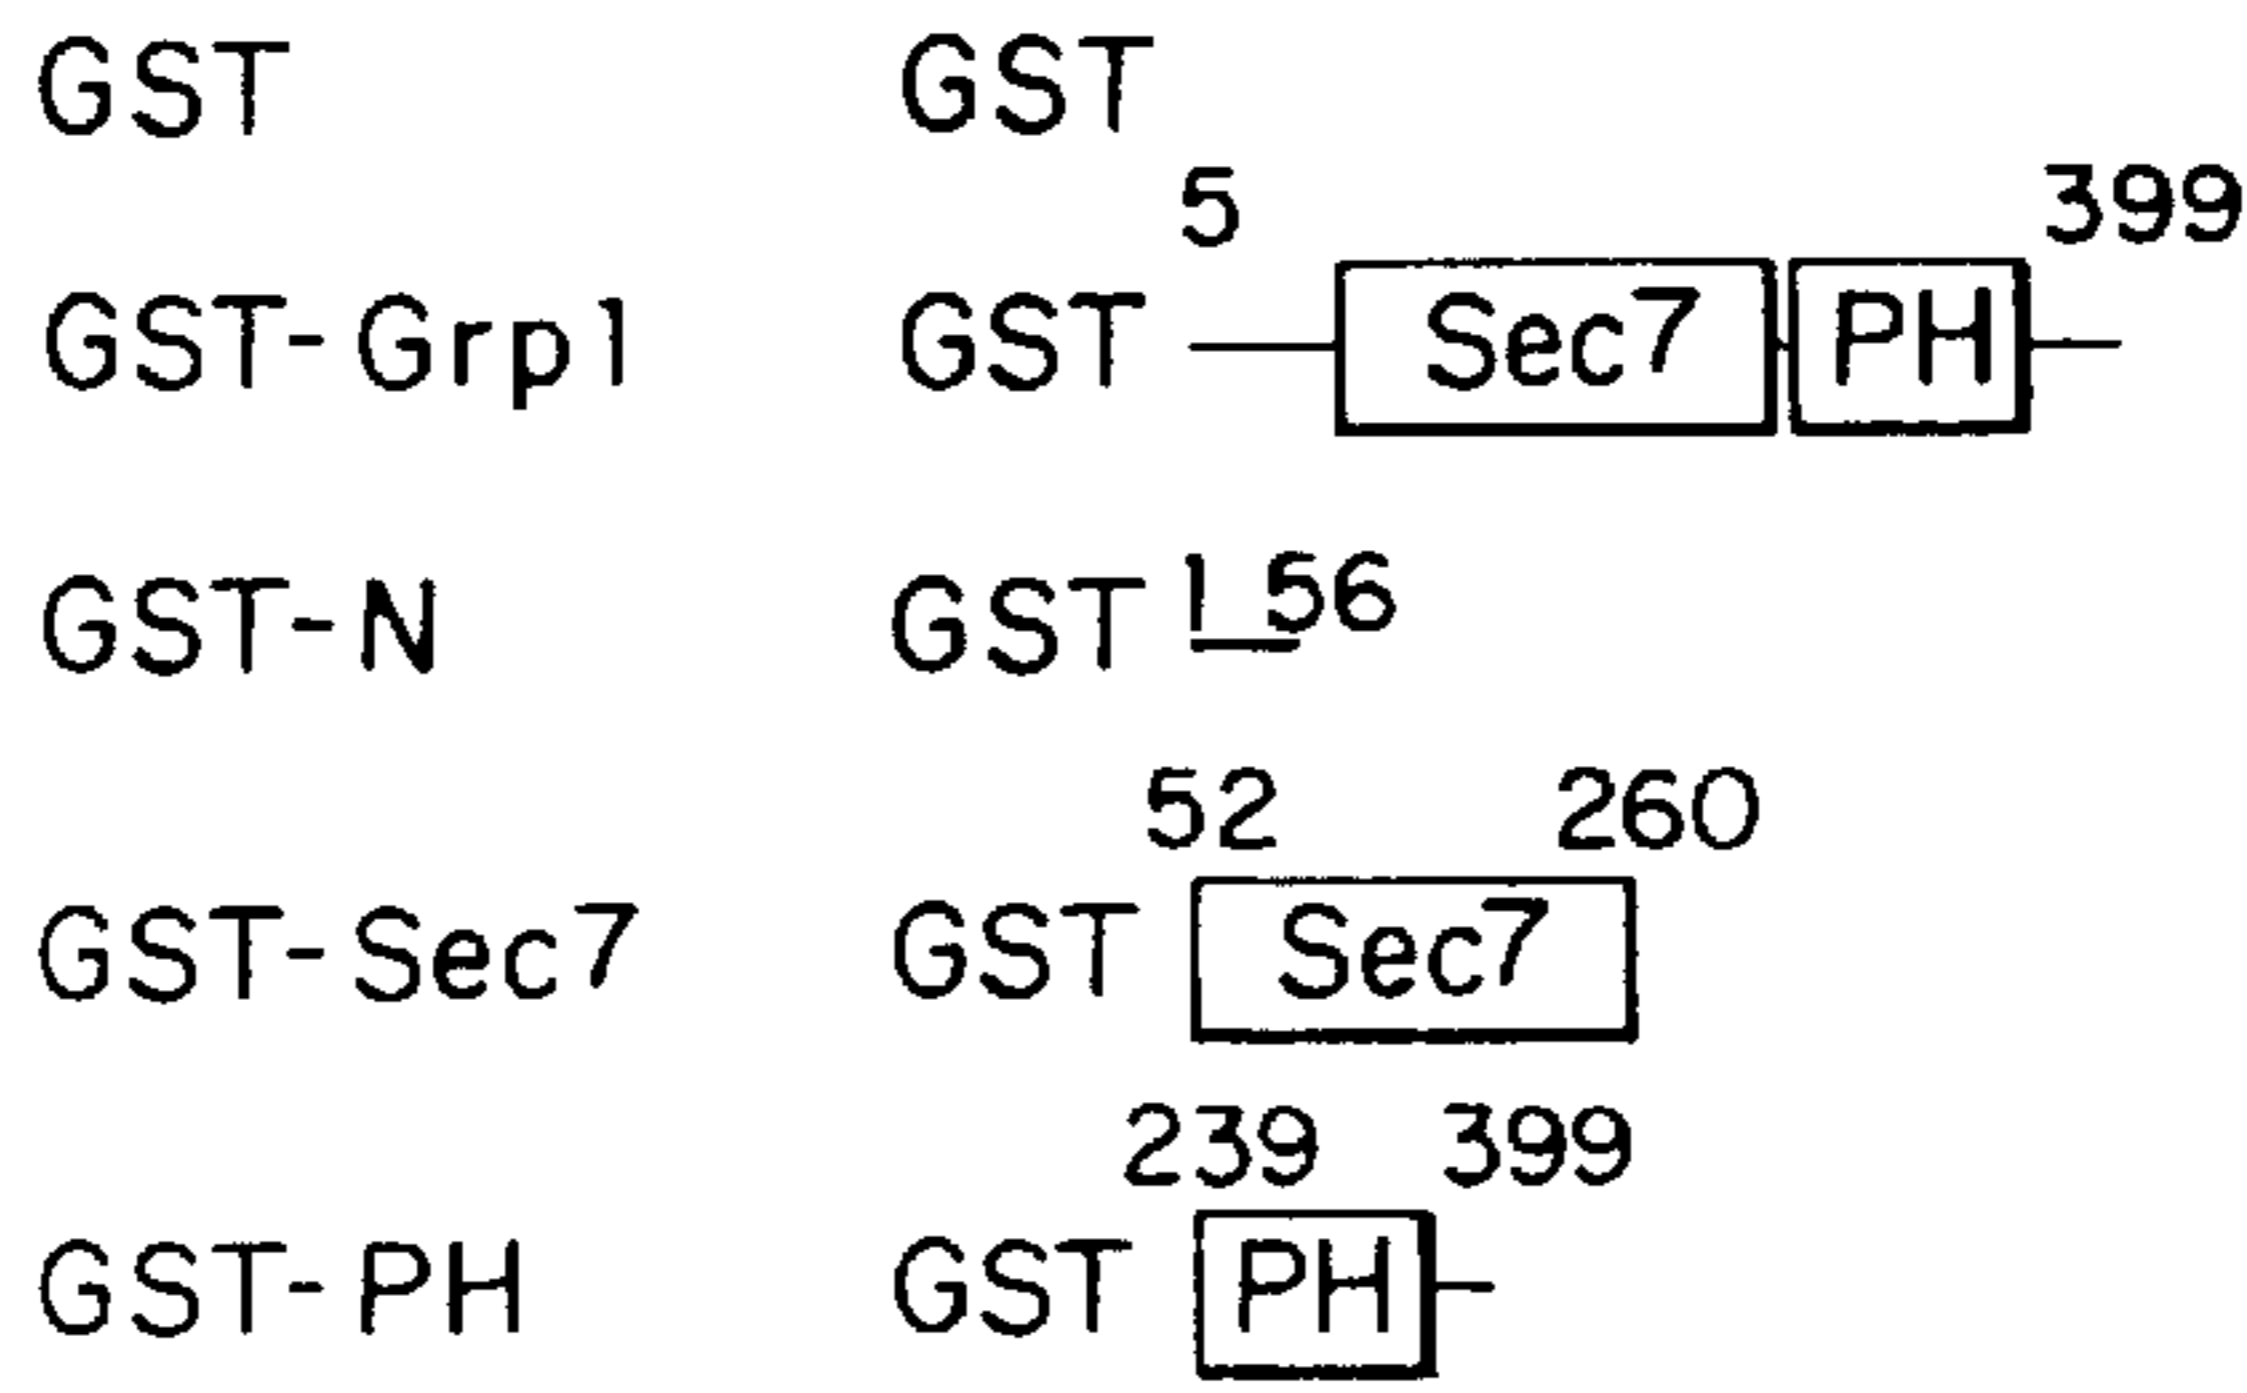 GST GST
5 399
GST-Grp1 GST Sec7 PH
1 56
GST-N GST
52 260
GST-Sec7 GST Sec7
239 399
GST-PH GST PH